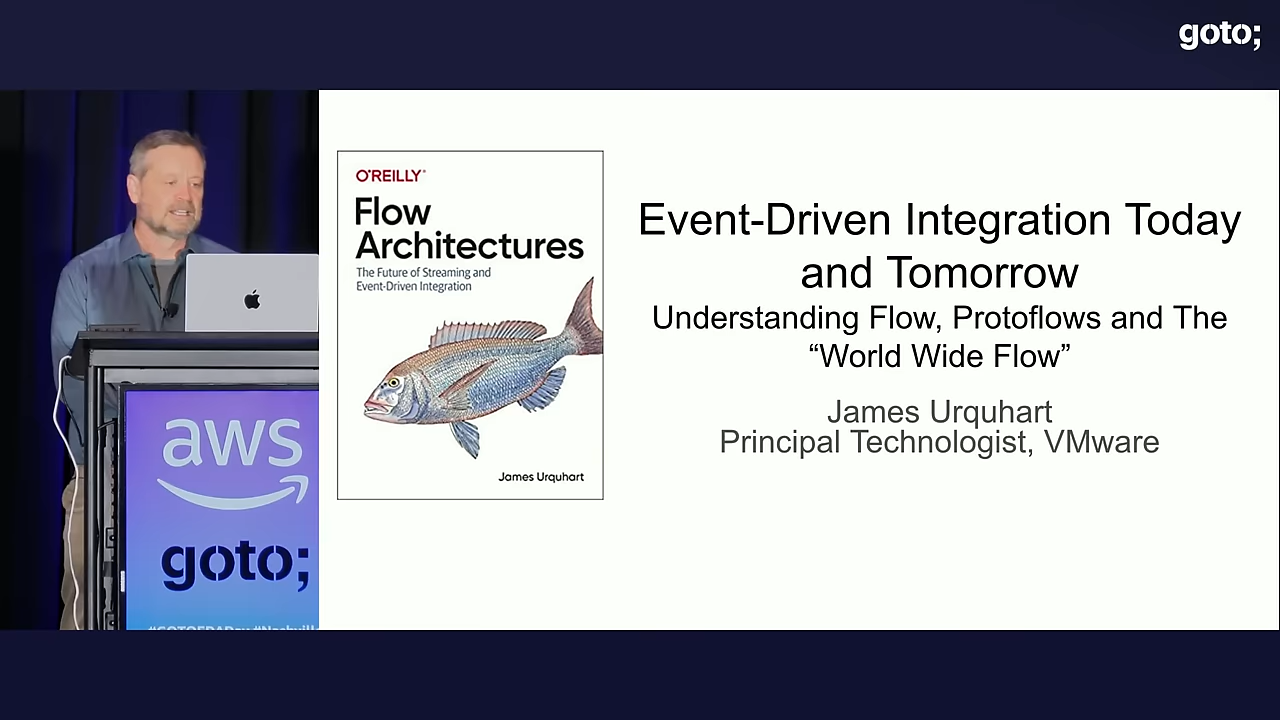 goto;
O'REILLY®
Flow
Architectures
The Future of Streaming and
Event-Driven Integration
James Urquhart
Event-Driven Integration Today
and Tomorrow
Understanding Flow, Protoflows and The
“World Wide Flow”
James Urquhart
Principal Technologist, VMware
aws
goto;